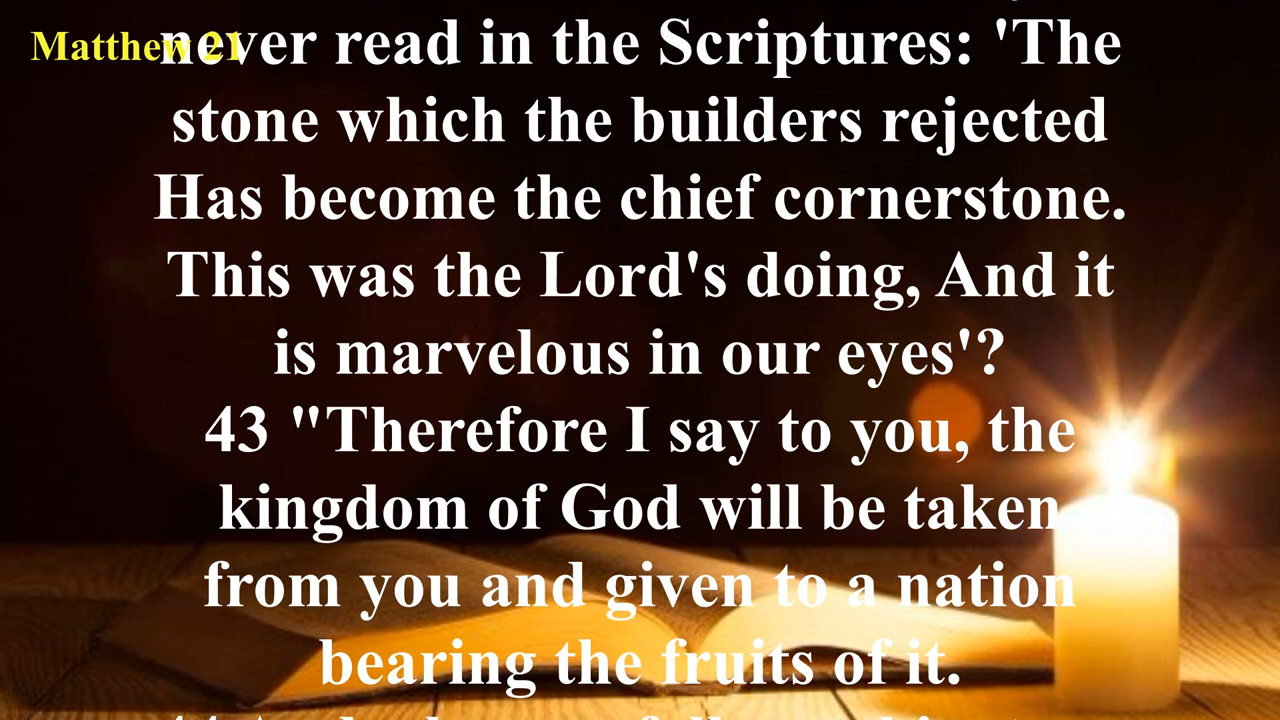 Matthew 21
never read in the Scriptures: 'The
stone which the builders rejected
Has become the chief cornerstone.
This was the Lord's doing, And it
is marvelous in our eyes'?
43 "Therefore I say to you, the
kingdom of God will be taken
from you and given to a nation
bearing the fruits of it.